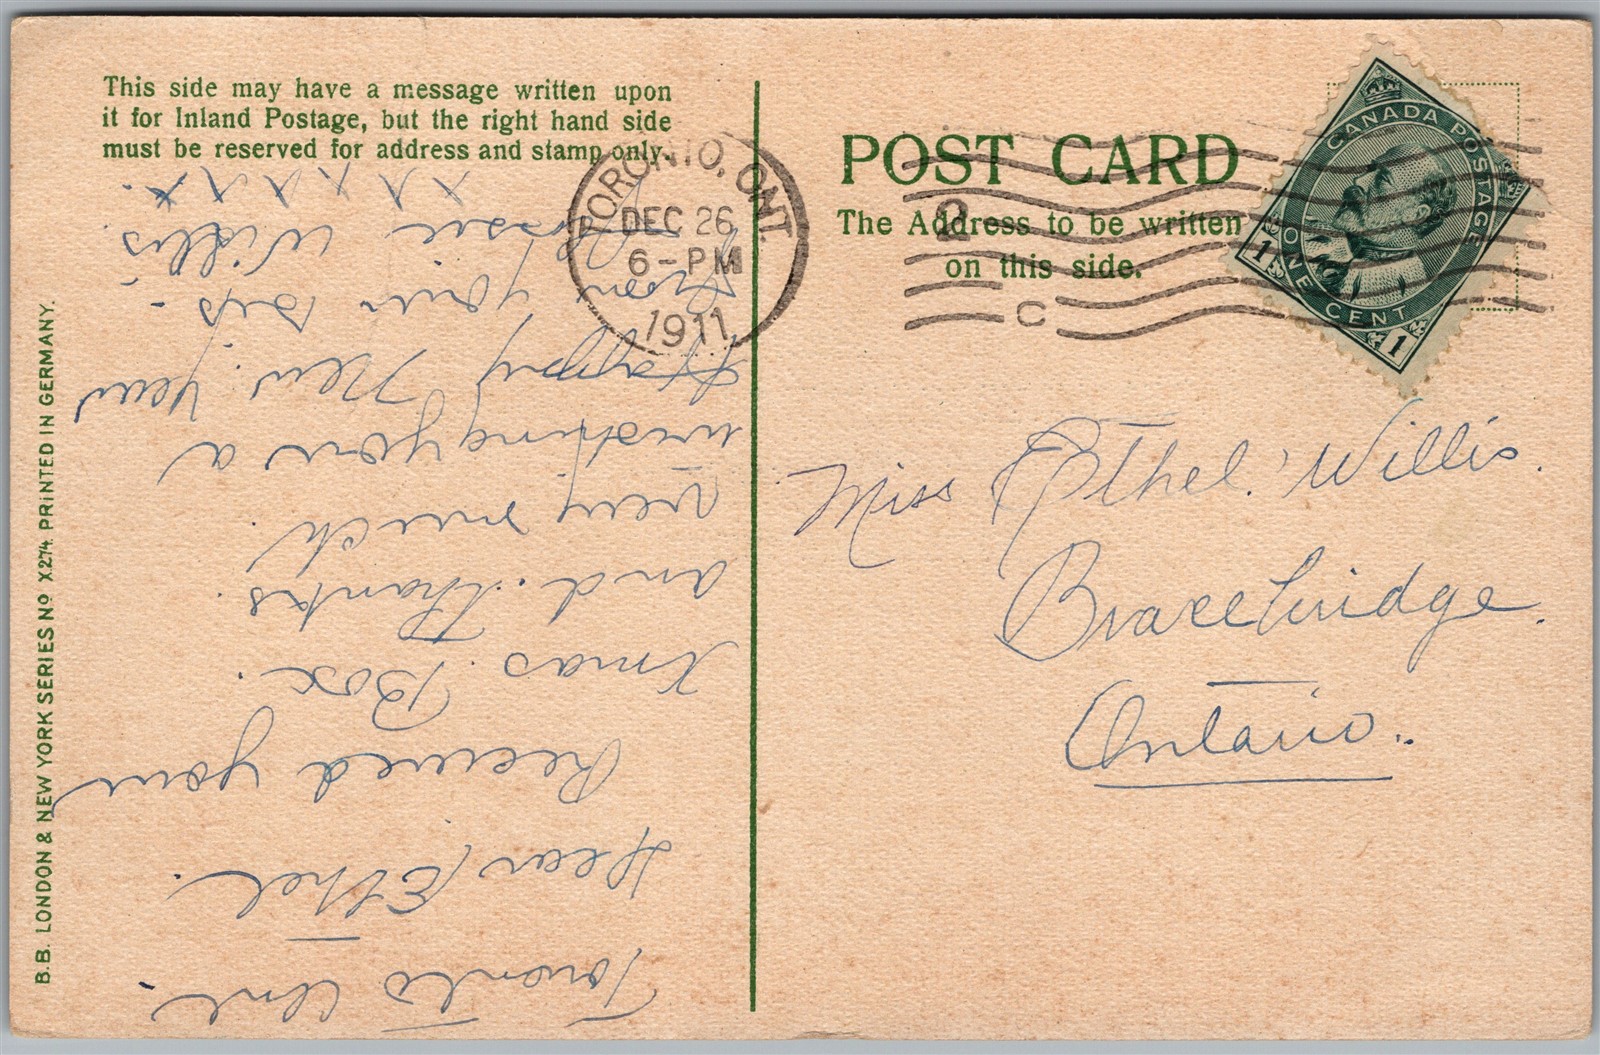 This side may have a message written upon
it for Inland Postage, but the right hand side
must be reserved for address and stamp only.
POST CARD
The Address to be written
on this side.
TORONTO, ONT.
DEC 26
6-PM
1911
2
C
CANADA POSTAGE
ONE CENT
1
1
Miss Ethel. Willis.
Bracebridge.
Ontario.
Toronto Ont.
Dear Ethel.
Received your
Xmas. Box.
and. thanks.
very much.
wishing you a
Happy New. Year
from your sis-
Willis.
x x x x x
B.B. LONDON & NEW YORK SERIES No X274. PRINTED IN GERMANY.